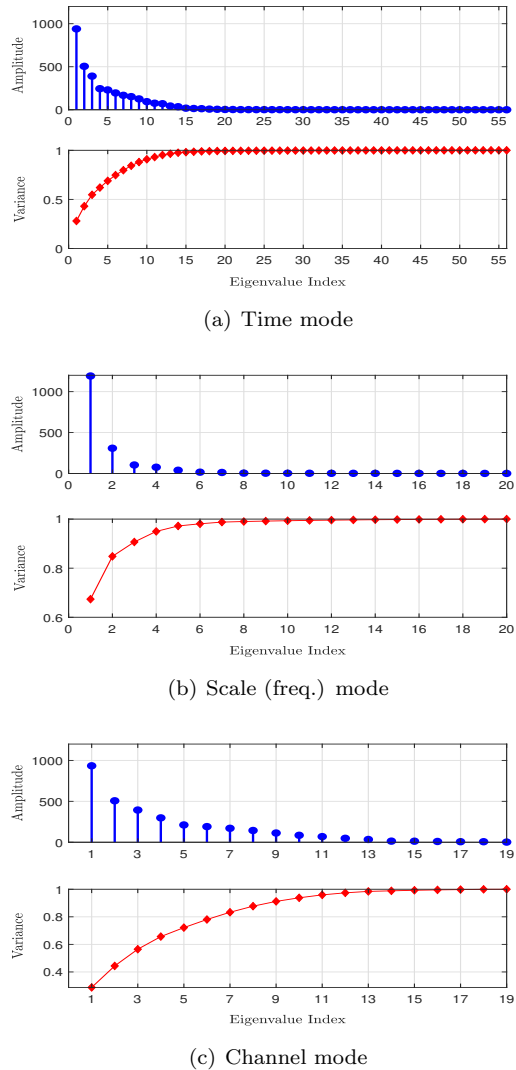 1000
500
0
Amplitude
0 5 10 15 20 25 30 35 40 45 50 55
1
0.5
0
Variance
0 5 10 15 20 25 30 35 40 45 50 55
Eigenvalue Index
(a) Time mode
1000
500
0
Amplitude
0 2 4 6 8 10 12 14 16 18 20
1
0.8
0.6
Variance
0 2 4 6 8 10 12 14 16 18 20
Eigenvalue Index
(b) Scale (freq.) mode
1000
500
0
Amplitude
1 3 5 7 9 11 13 15 17 19
1
0.8
0.6
0.4
Variance
1 3 5 7 9 11 13 15 17 19
Eigenvalue Index
(c) Channel mode